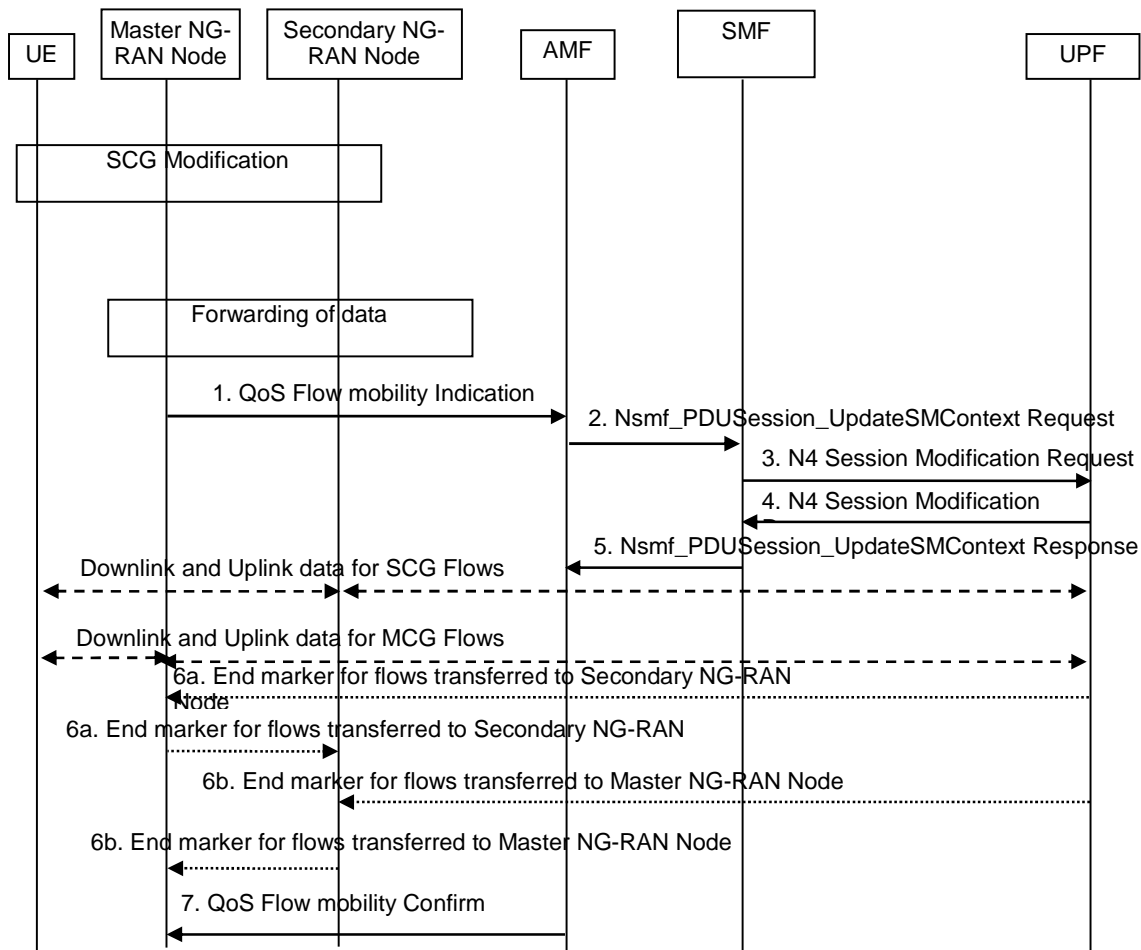 UE
Master NG-
RAN Node
Secondary NG-
RAN Node
AMF
SMF
UPF
SCG Modification
Forwarding of data
1. QoS Flow mobility Indication
2. Nsmf_PDUSession_UpdateSMContext Request
3. N4 Session Modification Request
4. N4 Session Modification
5. Nsmf_PDUSession_UpdateSMContext Response
Downlink and Uplink data for SCG Flows
Downlink and Uplink data for MCG Flows
6a. End marker for flows transferred to Secondary NG-RAN
Node
6a. End marker for flows transferred to Secondary NG-RAN
6b. End marker for flows transferred to Master NG-RAN Node
6b. End marker for flows transferred to Master NG-RAN Node
7. QoS Flow mobility Confirm